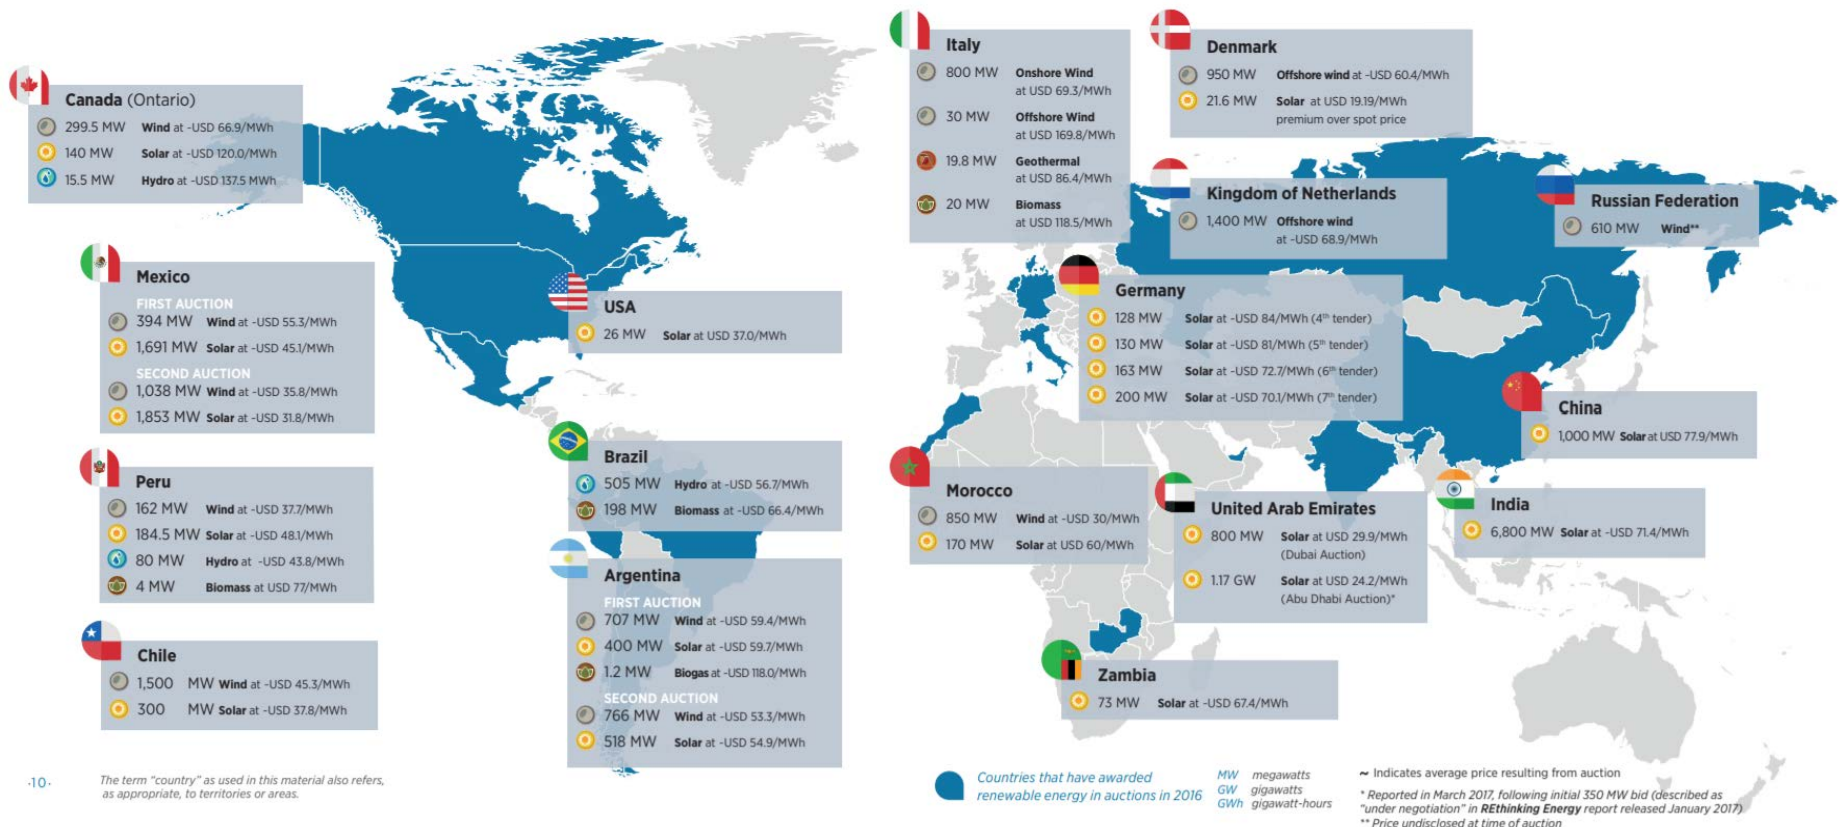 Canada (Ontario)
299.5 MW Wind at ~USD 66.9/MWh
140 MW Solar at ~USD 120.0/MWh
15.5 MW Hydro at ~USD 137.5 MWh
Mexico
FIRST AUCTION
394 MW Wind at ~USD 55.3/MWh
1,691 MW Solar at ~USD 45.1/MWh
SECOND AUCTION
1,038 MW Wind at ~USD 35.8/MWh
1,853 MW Solar at ~USD 31.8/MWh
Peru
162 MW Wind at ~USD 37.7/MWh
184.5 MW Solar at ~USD 48.1/MWh
80 MW Hydro at ~USD 43.8/MWh
4 MW Biomass at USD 77/MWh
Chile
1,500 MW Wind at ~USD 45.3/MWh
300 MW Solar at ~USD 37.8/MWh
USA
26 MW Solar at USD 37.0/MWh
Brazil
505 MW Hydro at ~USD 56.7/MWh
198 MW Biomass at ~USD 66.4/MWh
Argentina
FIRST AUCTION
707 MW Wind at ~USD 59.4/MWh
400 MW Solar at ~USD 59.7/MWh
1.2 MW Biogas at ~USD 118.0/MWh
SECOND AUCTION
766 MW Wind at ~USD 53.3/MWh
518 MW Solar at ~USD 54.9/MWh
Italy
800 MW Onshore Wind
at USD 69.3/MWh
30 MW Offshore Wind
at USD 169.8/MWh
19.8 MW Geothermal
at USD 86.4/MWh
20 MW Biomass
at USD 118.5/MWh
Denmark
950 MW Offshore wind at ~USD 60.4/MWh
21.6 MW Solar at USD 19.19/MWh
premium over spot price
Kingdom of Netherlands
1,400 MW Offshore wind
at ~USD 68.9/MWh
Russian Federation
610 MW Wind**
Germany
128 MW Solar at ~USD 84/MWh (4th tender)
130 MW Solar at ~USD 81/MWh (5th tender)
163 MW Solar at ~USD 72.7/MWh (6th tender)
200 MW Solar at ~USD 70.1/MWh (7th tender)
China
1,000 MW Solar at USD 77.9/MWh
Morocco
850 MW Wind at ~USD 30/MWh
170 MW Solar at USD 60/MWh
United Arab Emirates
800 MW Solar at USD 29.9/MWh
(Dubai Auction)
1.17 GW Solar at USD 24.2/MWh
(Abu Dhabi Auction)*
India
6,800 MW Solar at ~USD 71.4/MWh
Zambia
73 MW Solar at ~USD 67.4/MWh
·10·
The term "country" as used in this material also refers,
as appropriate, to territories or areas.
Countries that have awarded
renewable energy in auctions in 2016
MW megawatts
GW gigawatts
GWh gigawatt-hours
~ Indicates average price resulting from auction
* Reported in March 2017, following initial 350 MW bid (described as
"under negotiation" in REthinking Energy report released January 2017)
** Price undisclosed at time of auction